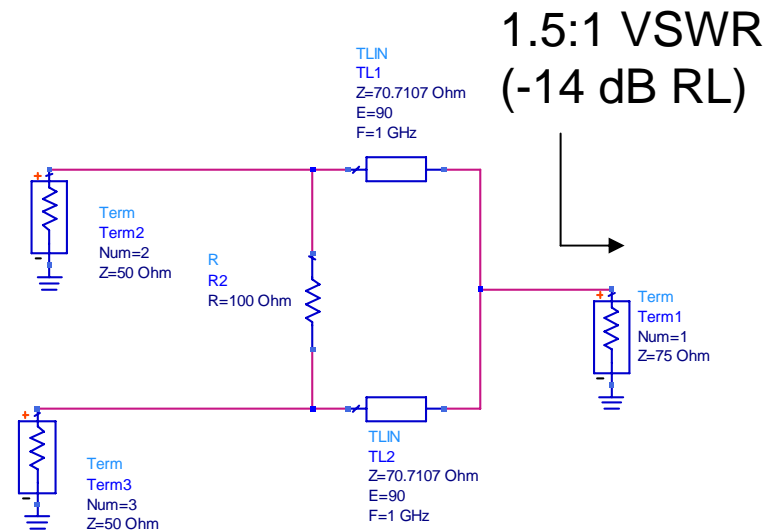 1.5:1 VSWR
(-14 dB RL)
TLIN
TL1
Z=70.7107 Ohm
E=90
F=1 GHz
+
Term
Term2
Num=2
Z=50 Ohm
-
R
R2
R=100 Ohm
+
Term
Term1
Num=1
Z=75 Ohm
-
+
Term
Term3
Num=3
Z=50 Ohm
-
TLIN
TL2
Z=70.7107 Ohm
E=90
F=1 GHz